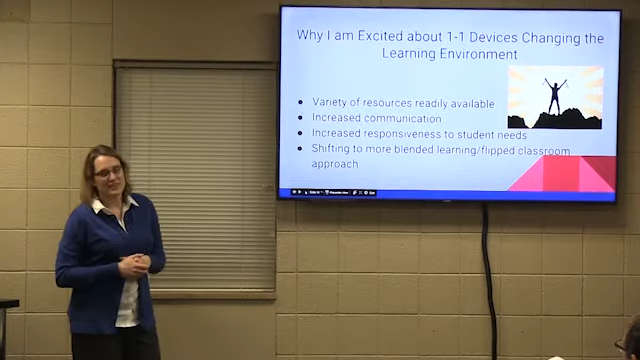 Why I am Excited about 1-1 Devices Changing the
Learning Environment
● Variety of resources readily available
● Increased communication
● Increased responsiveness to student needs
● Shifting to more blended learning/flipped classroom
approach